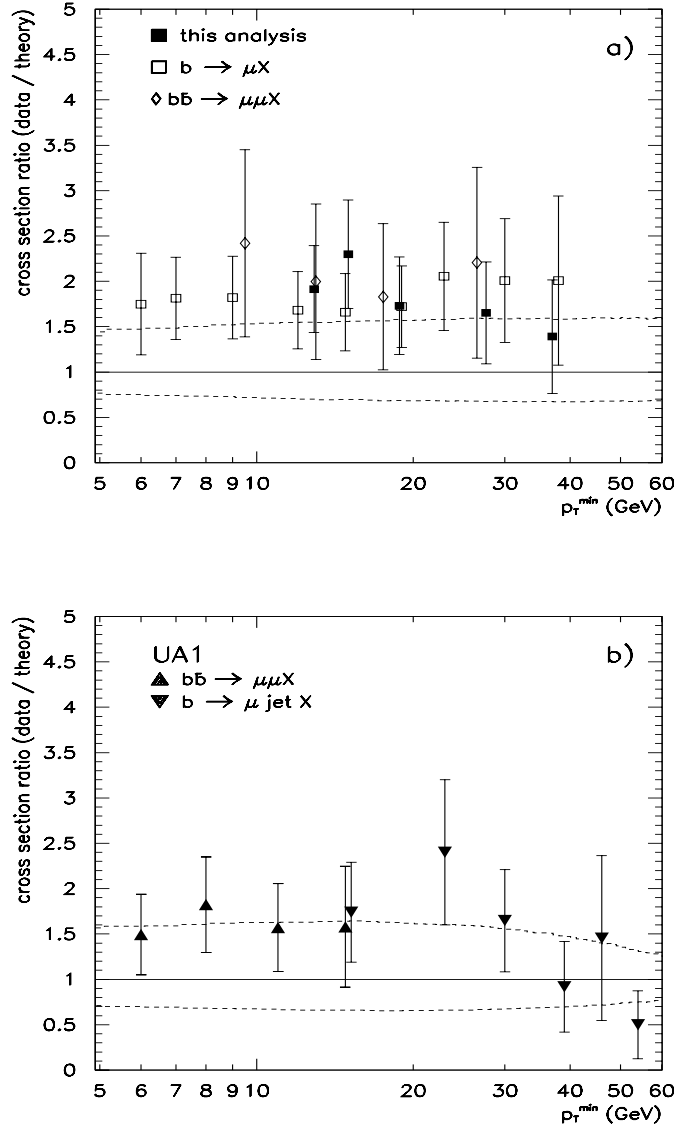 cross section ratio (data / theory)
5
4.5
4
3.5
3
2.5
2
1.5
1
0.5
0
this analysis
b → μX
bb̄ → μμX
a)
5 6 7 8 9 10 20 30 40 50 60
p_T^min (GeV)
cross section ratio (data / theory)
5
4.5
4
3.5
3
2.5
2
1.5
1
0.5
0
UA1
bb̄ → μμX
b → μ jet X
b)
5 6 7 8 9 10 20 30 40 50 60
p_T^min (GeV)